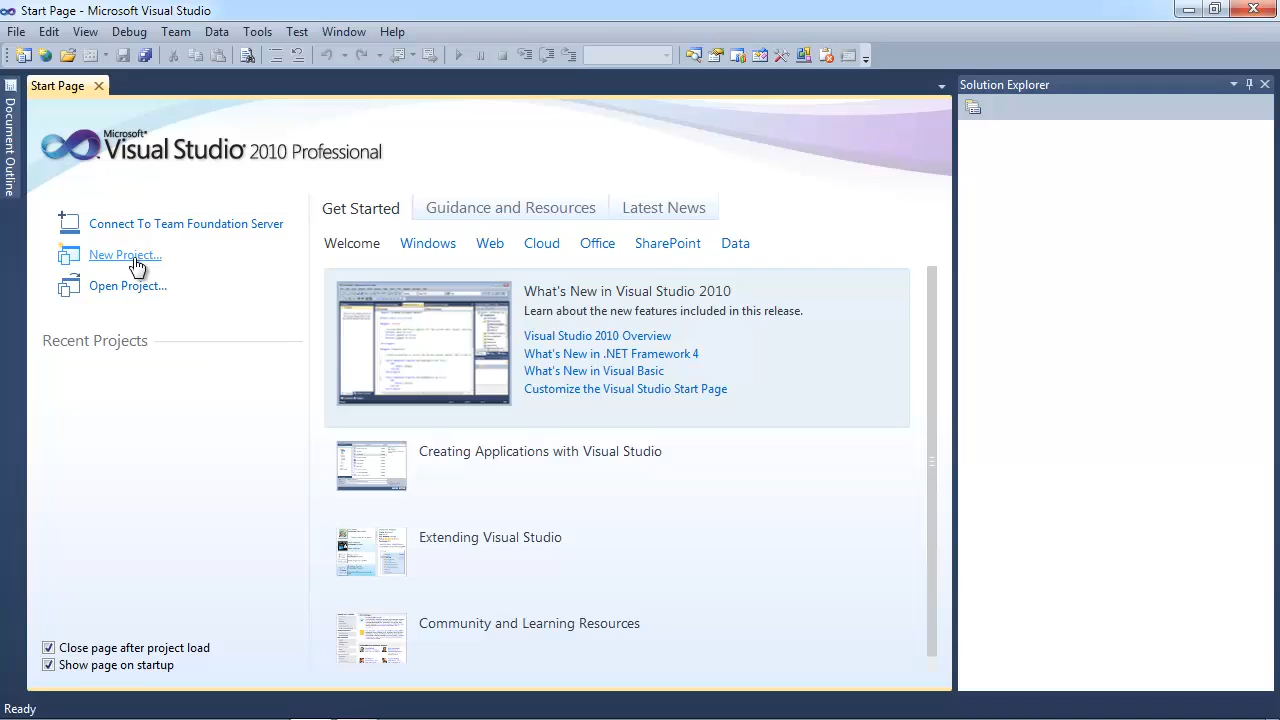 Start Page - Microsoft Visual Studio
File Edit View Debug Team Data Tools Test Window Help
Start Page
Solution Explorer
Document Outline
Microsoft®
Visual Studio® 2010 Professional
Connect To Team Foundation Server
New Project...
Open Project...
Recent Projects
Close page after project load
Show page on startup
Get Started Guidance and Resources Latest News
Welcome Windows Web Cloud Office SharePoint Data
What's New in Visual Studio 2010
Learn about the new features included in this release.
Visual Studio 2010 Overview
What's New in .NET Framework 4
What's New in Visual Basic
Customize the Visual Studio Start Page
Creating Applications with Visual Studio
Extending Visual Studio
Community and Learning Resources
Ready